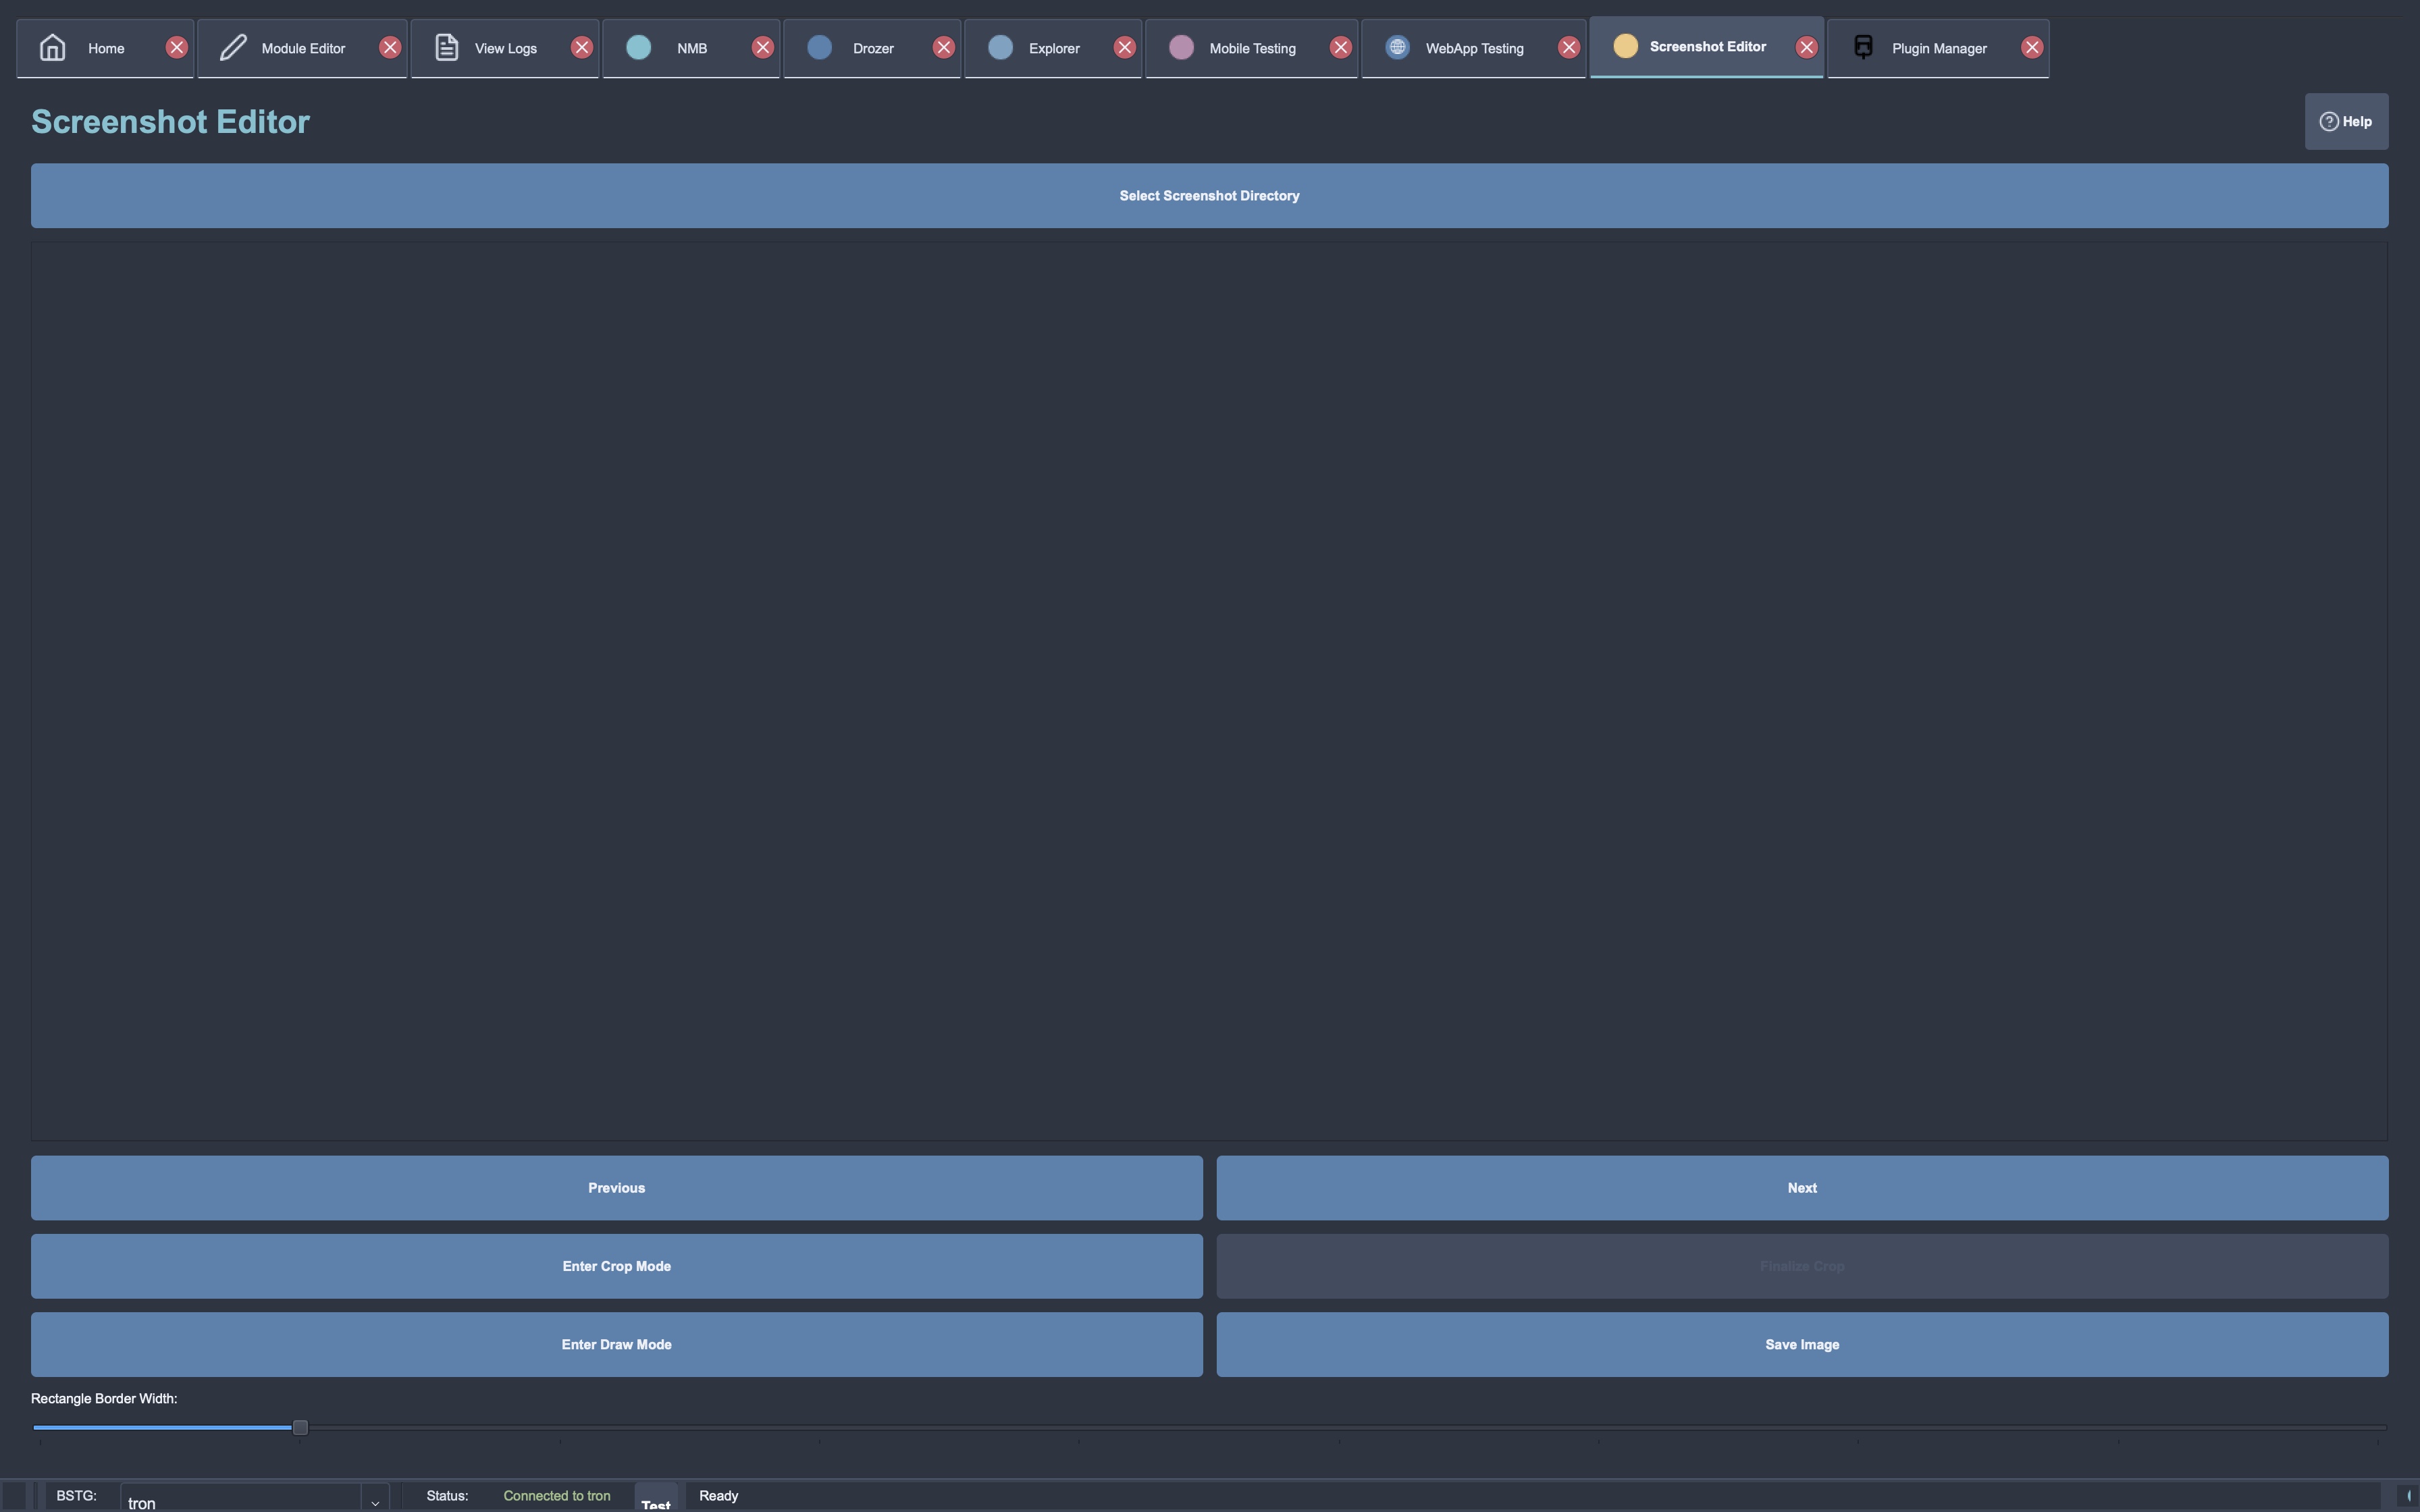 Home
Module Editor
View Logs
NMB
Drozer
Explorer
Mobile Testing
WebApp Testing
Screenshot Editor
Plugin Manager
Screenshot Editor
Help
Select Screenshot Directory
Previous
Next
Enter Crop Mode
Finalize Crop
Enter Draw Mode
Save Image
Rectangle Border Width:
BSTG:
tron
Status:
Connected to tron
Test
Ready